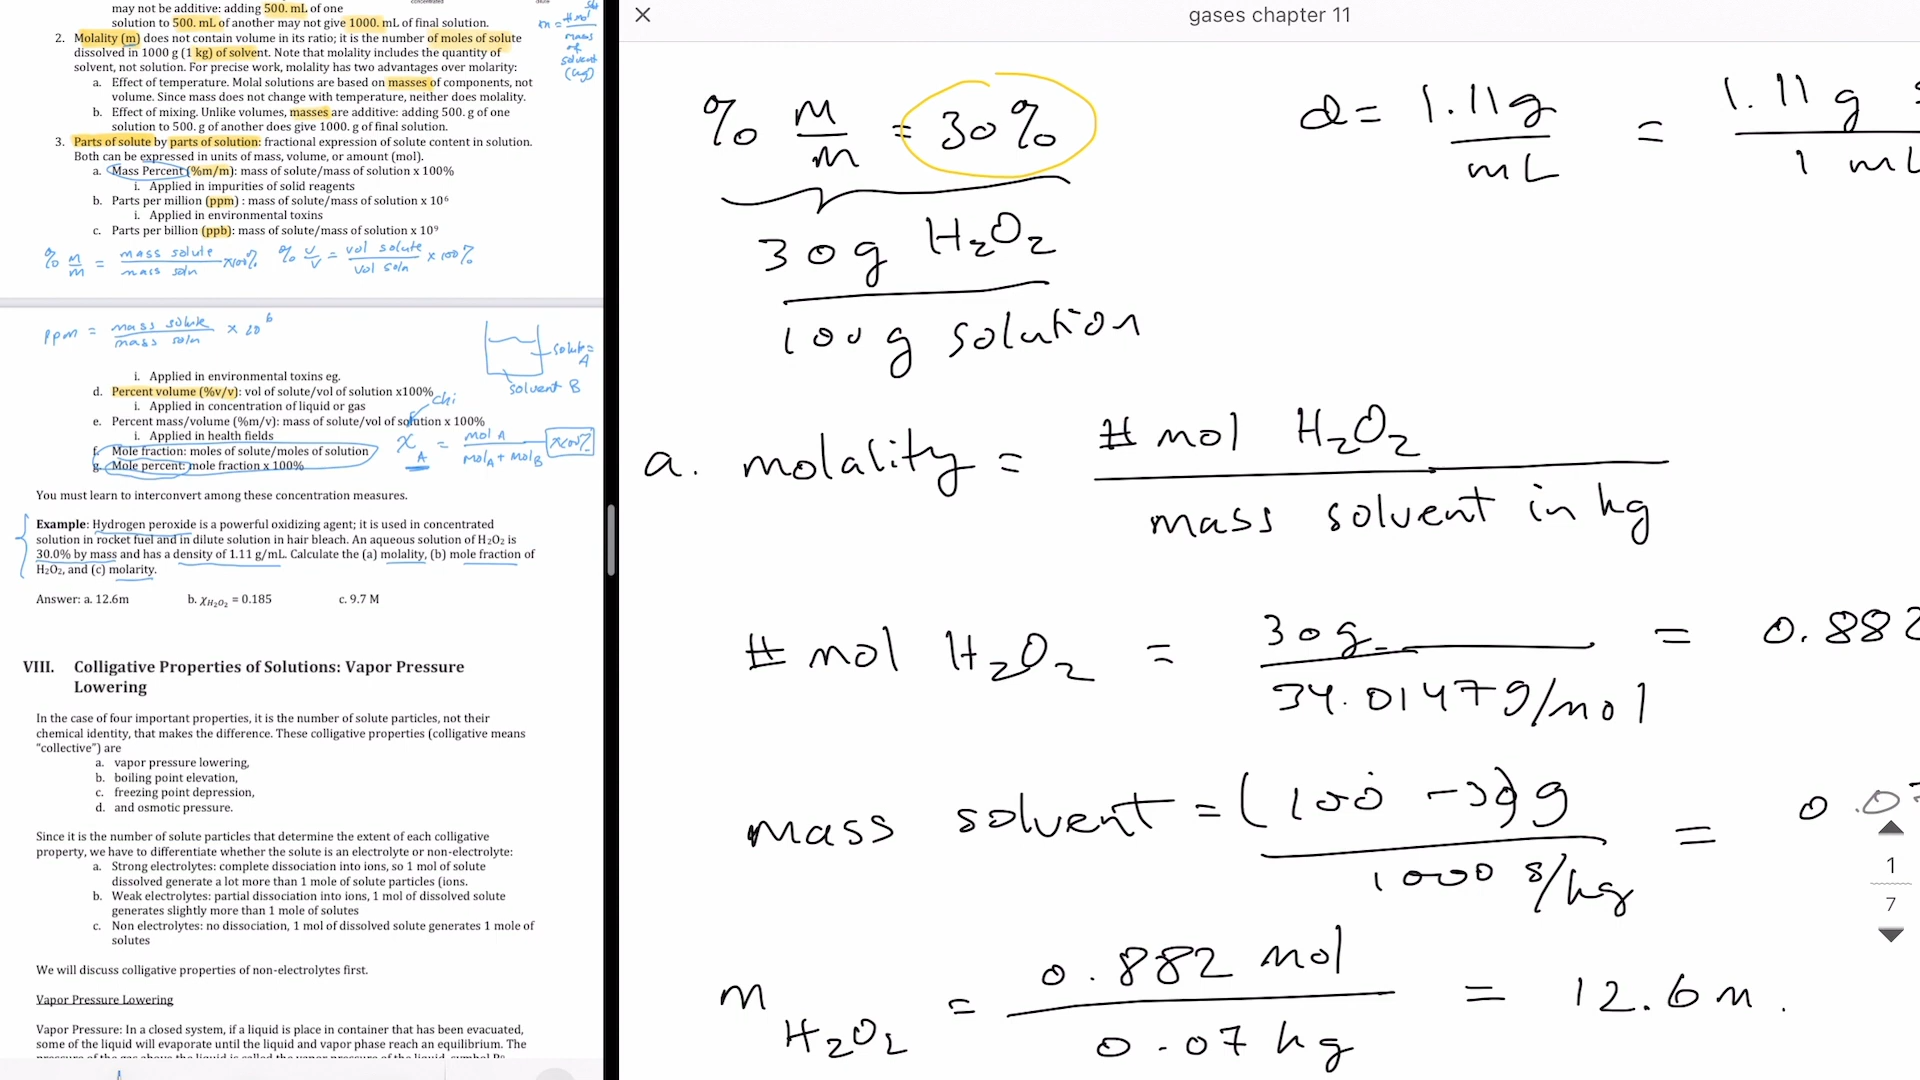 may not be additive: adding 500. mL of one
solution to 500. mL of another may not give 1000. mL of final solution.
2. Molality (m) does not contain volume in its ratio; it is the number of moles of solute
dissolved in 1000 g (1 kg) of solvent. Note that molality includes the quantity of
solvent, not solution. For precise work, molality has two advantages over molarity:
a. Effect of temperature. Molal solutions are based on masses of components, not
volume. Since mass does not change with temperature, neither does molality.
b. Effect of mixing. Unlike volumes, masses are additive: adding 500. g of one
solution to 500. g of another does give 1000. g of final solution.
3. Parts of solute by parts of solution: fractional expression of solute content in solution.
Both can be expressed in units of mass, volume, or amount (mol).
a. Mass Percent (%m/m): mass of solute/mass of solution x 100%
i. Applied in impurities of solid reagents
b. Parts per million (ppm) : mass of solute/mass of solution x 10⁶
i. Applied in environmental toxins
c. Parts per billion (ppb): mass of solute/mass of solution x 10⁹
m = # mol
mass
of
solvent
(kg)
% m/m = mass solute / mass soln x100% % v/v = vol solute / vol soln x 100%
ppm = mass solute / mass soln x 10⁶
solute A
solvent B
i. Applied in environmental toxins eg.
d. Percent volume (%v/v): vol of solute/vol of solution x100%
i. Applied in concentration of liquid or gas
e. Percent mass/volume (%m/v): mass of solute/vol of solution x 100%
i. Applied in health fields
f. Mole fraction: moles of solute/moles of solution
g. Mole percent: mole fraction x 100%
chi
χA = mol A / molA + molB x100%
You must learn to interconvert among these concentration measures.
Example: Hydrogen peroxide is a powerful oxidizing agent; it is used in concentrated
solution in rocket fuel and in dilute solution in hair bleach. An aqueous solution of H₂O₂ is
30.0% by mass and has a density of 1.11 g/mL. Calculate the (a) molality, (b) mole fraction of
H₂O₂, and (c) molarity.
Answer: a. 12.6m b. χH₂O₂ = 0.185 c. 9.7 M
VIII. Colligative Properties of Solutions: Vapor Pressure
Lowering
In the case of four important properties, it is the number of solute particles, not their
chemical identity, that makes the difference. These colligative properties (colligative means
"collective") are
a. vapor pressure lowering,
b. boiling point elevation,
c. freezing point depression,
d. and osmotic pressure.
Since it is the number of solute particles that determine the extent of each colligative
property, we have to differentiate whether the solute is an electrolyte or non-electrolyte:
a. Strong electrolytes: complete dissociation into ions, so 1 mol of solute
dissolved generate a lot more than 1 mole of solute particles (ions.
b. Weak electrolytes: partial dissociation into ions, 1 mol of dissolved solute
generates slightly more than 1 mole of solutes
c. Non electrolytes: no dissociation, 1 mol of dissolved solute generates 1 mole of
solutes
We will discuss colligative properties of non-electrolytes first.
Vapor Pressure Lowering
Vapor Pressure: In a closed system, if a liquid is place in container that has been evacuated,
some of the liquid will evaporate until the liquid and vapor phase reach an equilibrium. The
gases chapter 11
% m/m = 30%
d = 1.11 g / mL = 1.11 g / 1 mL
30g H₂O₂
100 g solution
a. molality = # mol H₂O₂
mass solvent in kg
# mol H₂O₂ = 30g / 34.0147 g/mol = 0.882
mass solvent = (100 - 30) g / 1000 g/kg = 0.07
m H₂O₂ = 0.882 mol / 0.07 kg = 12.6 m.
1
7